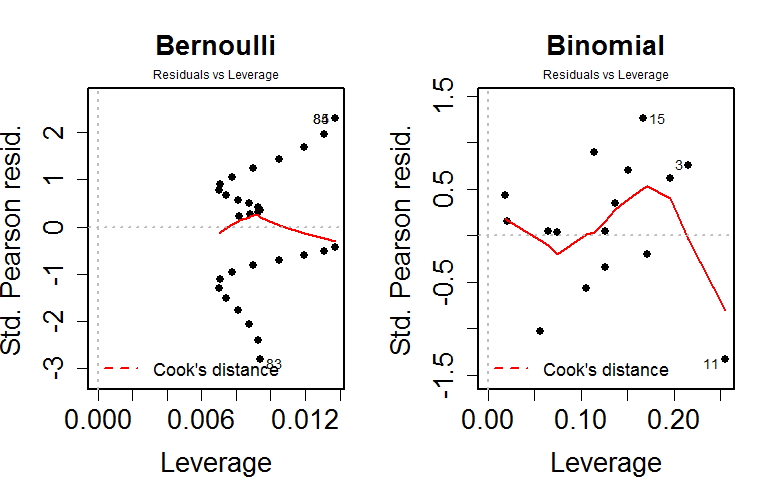 Bernoulli
Residuals vs Leverage
Std. Pearson resid.
2
1
0
-1
-2
-3
83
Cook's distance
0.000
0.006
0.012
Leverage
Binomial
Residuals vs Leverage
Std. Pearson resid.
1.5
0.5
-0.5
-1.5
15
3
11
Cook's distance
0.00
0.10
0.20
Leverage